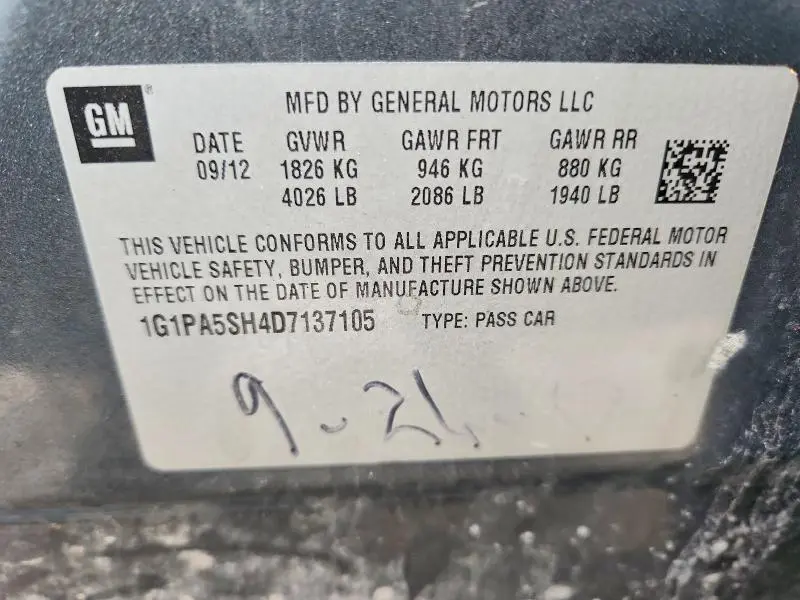 GM
MFD BY GENERAL MOTORS LLC
DATE GVWR GAWR FRT GAWR RR
09/12 1826 KG 946 KG 880 KG
4026 LB 2086 LB 1940 LB
THIS VEHICLE CONFORMS TO ALL APPLICABLE U.S. FEDERAL MOTOR
VEHICLE SAFETY, BUMPER, AND THEFT PREVENTION STANDARDS IN
EFFECT ON THE DATE OF MANUFACTURE SHOWN ABOVE.
1G1PA5SH4D7137105 TYPE: PASS CAR